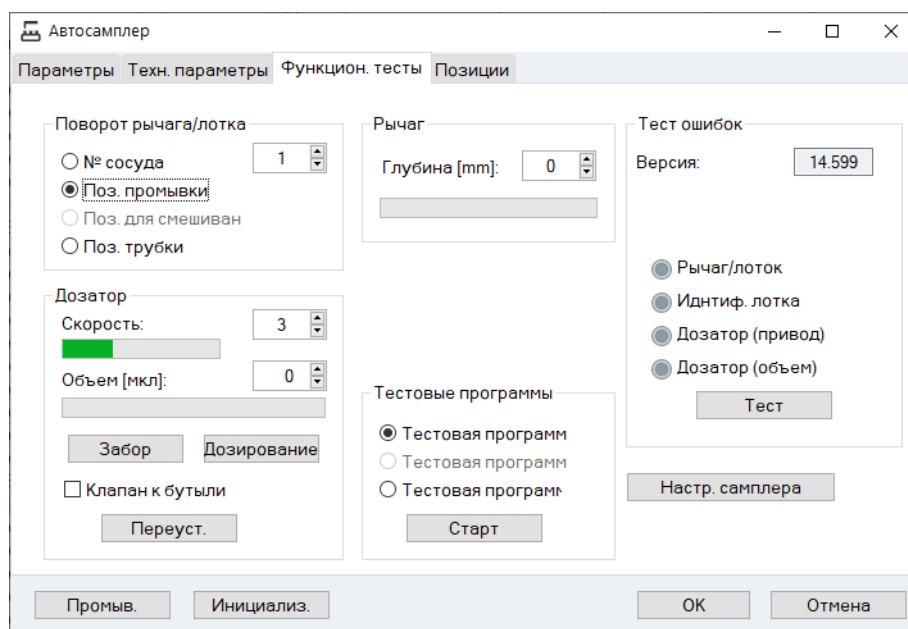 Автосамплер
Параметры Техн. параметры Функцион. тесты Позиции
Поворот рычага/лотка
№ сосуда 1
Поз. промывки
Поз. для смешиван
Поз. трубки
Дозатор
Скорость: 3
Объем [мкл]: 0
Забор Дозирование
Клапан к бутыли
Переуст.
Рычаг
Глубина [mm]: 0
Тестовые программы
Тестовая программ
Тестовая программ
Тестовая программ
Старт
Тест ошибок
Версия: 14.599
Рычаг/лоток
Иднтиф. лотка
Дозатор (привод)
Дозатор (объем)
Тест
Настр. самплера
Промыв. Инициализ. OK Отмена